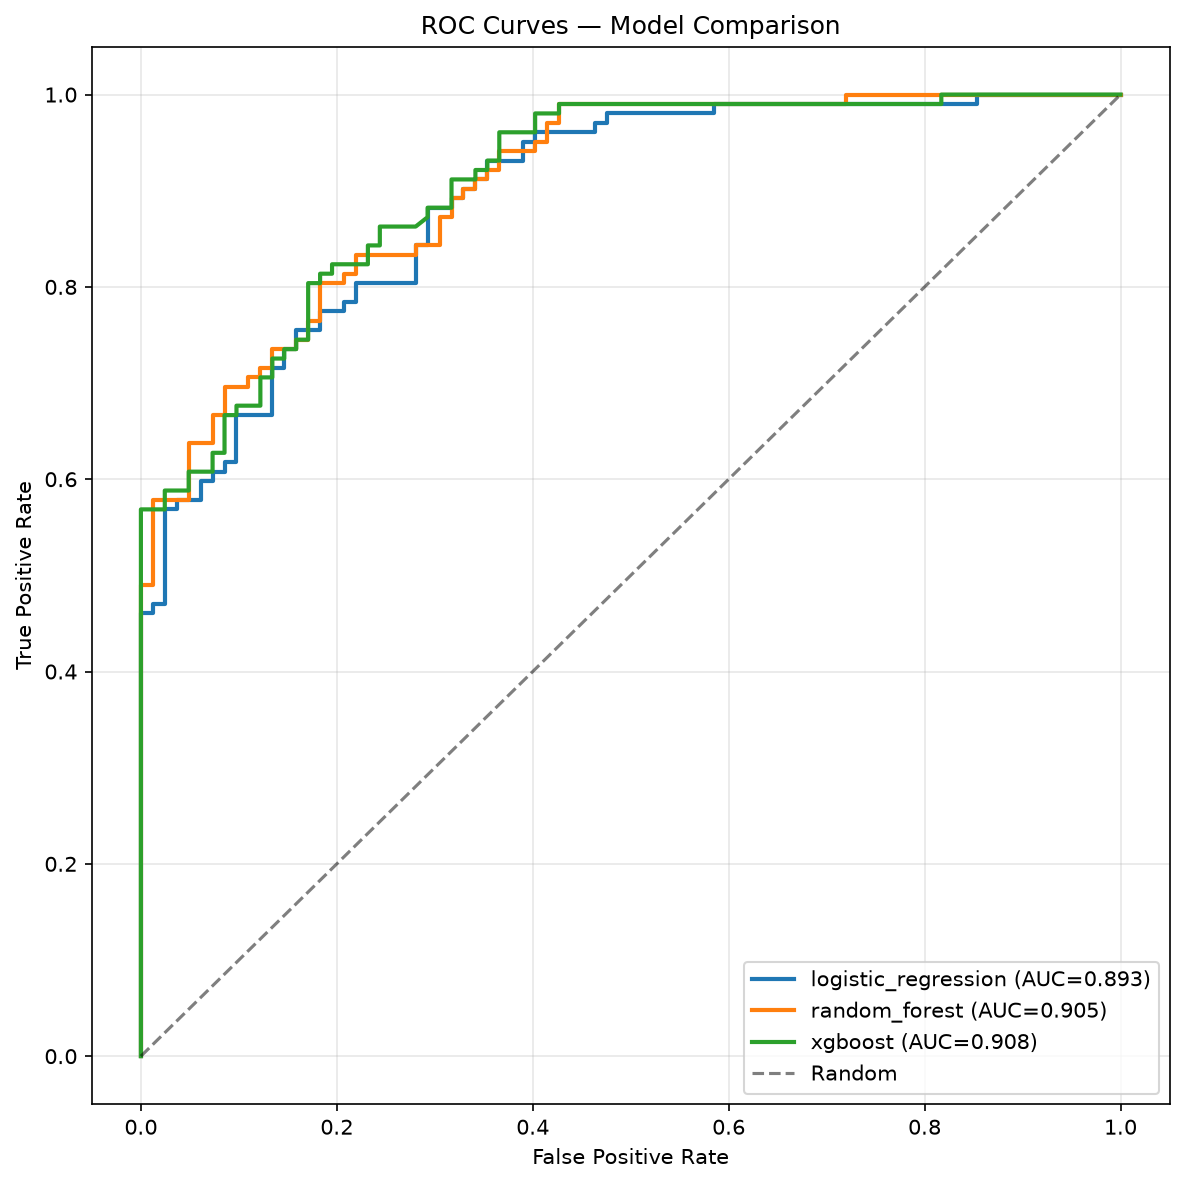 ROC Curves — Model Comparison
True Positive Rate
1.0
0.8
0.6
0.4
0.2
0.0
0.0 0.2 0.4 0.6 0.8 1.0
False Positive Rate
logistic_regression (AUC=0.893)
random_forest (AUC=0.905)
xgboost (AUC=0.908)
Random